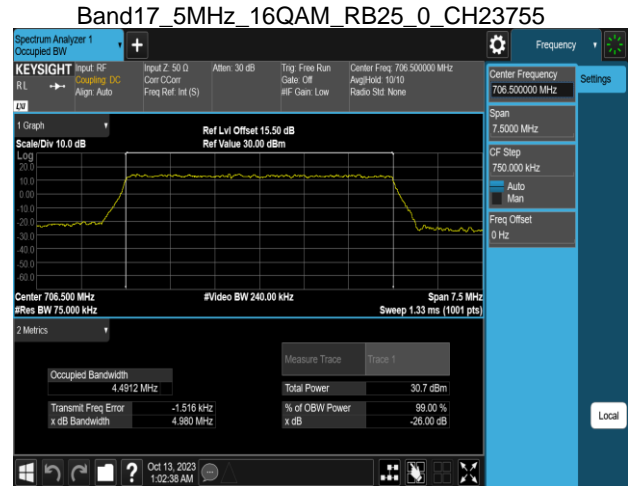 Band17_5MHz_16QAM_RB25_0_CH23755
Spectrum Analyzer 1
Occupied BW
+
Frequency
KEYSIGHT
RL
LXI
Input: RF
Coupling: DC
Align: Auto
Input Z: 50 Ω
Corr CCorr
Freq Ref: Int (S)
Atten: 30 dB
Trig: Free Run
Gate: Off
#IF Gain: Low
Center Freq: 706.500000 MHz
Avg|Hold: 10/10
Radio Std: None
Center Frequency
706.500000 MHz
Settings
Span
7.5000 MHz
CF Step
750.000 kHz
Auto
Man
Freq Offset
0 Hz
Local
1 Graph
Scale/Div 10.0 dB
Ref Lvl Offset 15.50 dB
Ref Value 30.00 dBm
Log
20.0
10.0
0.00
-10.0
-20.0
-30.0
-40.0
-50.0
-60.0
Center 706.500 MHz
#Res BW 75.000 kHz
#Video BW 240.00 kHz
Span 7.5 MHz
Sweep 1.33 ms (1001 pts)
2 Metrics
Measure Trace
Trace 1
Occupied Bandwidth
4.4912 MHz
Total Power
30.7 dBm
Transmit Freq Error
-1.516 kHz
% of OBW Power
99.00 %
x dB Bandwidth
4.980 MHz
x dB
-26.00 dB
?
Oct 13, 2023
1:02:38 AM